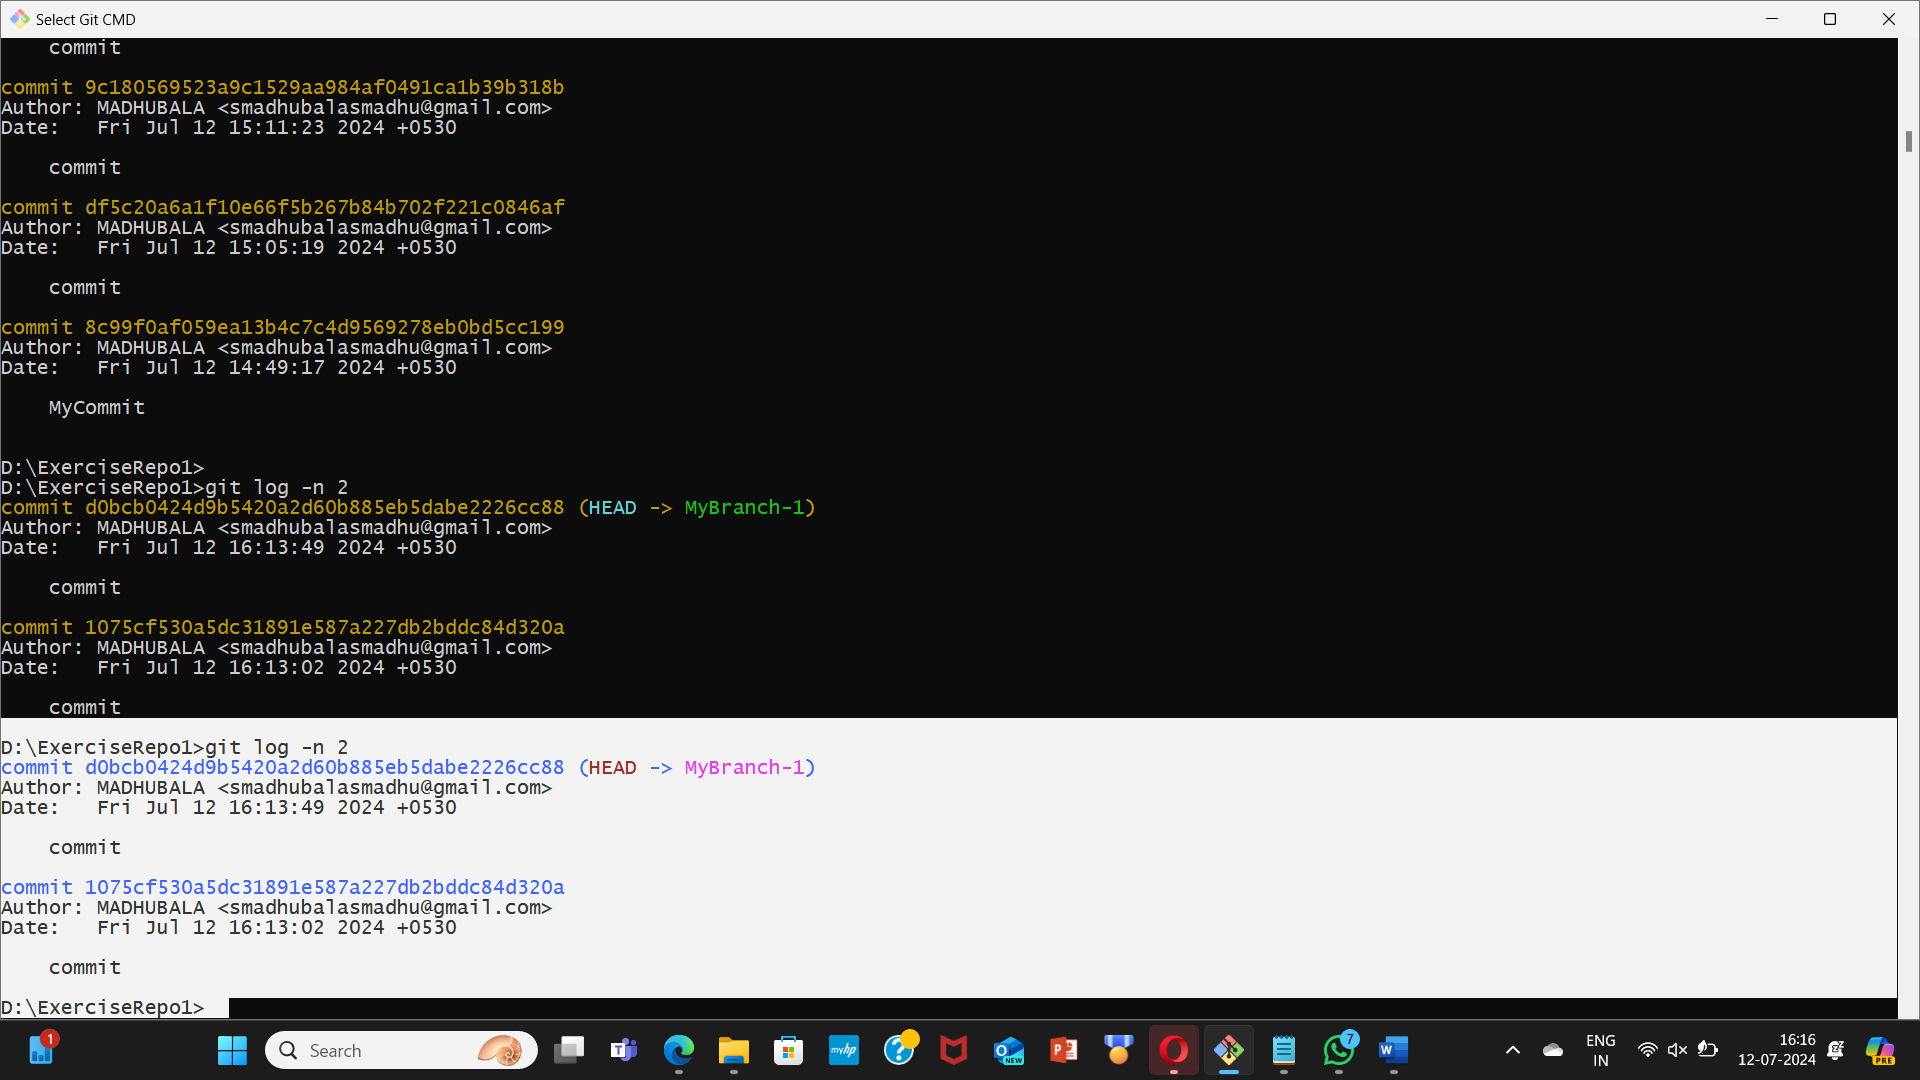 Select Git CMD
commit
commit 9c180569523a9c1529aa984af0491ca1b39b318b
Author: MADHUBALA <smadhubalasmadhu@gmail.com>
Date:   Fri Jul 12 15:11:23 2024 +0530
commit
commit df5c20a6a1f10e66f5b267b84b702f221c0846af
Author: MADHUBALA <smadhubalasmadhu@gmail.com>
Date:   Fri Jul 12 15:05:19 2024 +0530
commit
commit 8c99f0af059ea13b4c7c4d9569278eb0bd5cc199
Author: MADHUBALA <smadhubalasmadhu@gmail.com>
Date:   Fri Jul 12 14:49:17 2024 +0530
MyCommit
D:\ExerciseRepo1>
D:\ExerciseRepo1>git log -n 2
commit d0bcb0424d9b5420a2d60b885eb5dabe2226cc88 (HEAD -> MyBranch-1)
Author: MADHUBALA <smadhubalasmadhu@gmail.com>
Date:   Fri Jul 12 16:13:49 2024 +0530
commit
commit 1075cf530a5dc31891e587a227db2bddc84d320a
Author: MADHUBALA <smadhubalasmadhu@gmail.com>
Date:   Fri Jul 12 16:13:02 2024 +0530
commit
D:\ExerciseRepo1>git log -n 2
commit d0bcb0424d9b5420a2d60b885eb5dabe2226cc88 (HEAD -> MyBranch-1)
Author: MADHUBALA <smadhubalasmadhu@gmail.com>
Date:   Fri Jul 12 16:13:49 2024 +0530
commit
commit 1075cf530a5dc31891e587a227db2bddc84d320a
Author: MADHUBALA <smadhubalasmadhu@gmail.com>
Date:   Fri Jul 12 16:13:02 2024 +0530
commit
D:\ExerciseRepo1>
1
Search
myhp
NEW
7
ENG
IN
16:16
12-07-2024
PRE